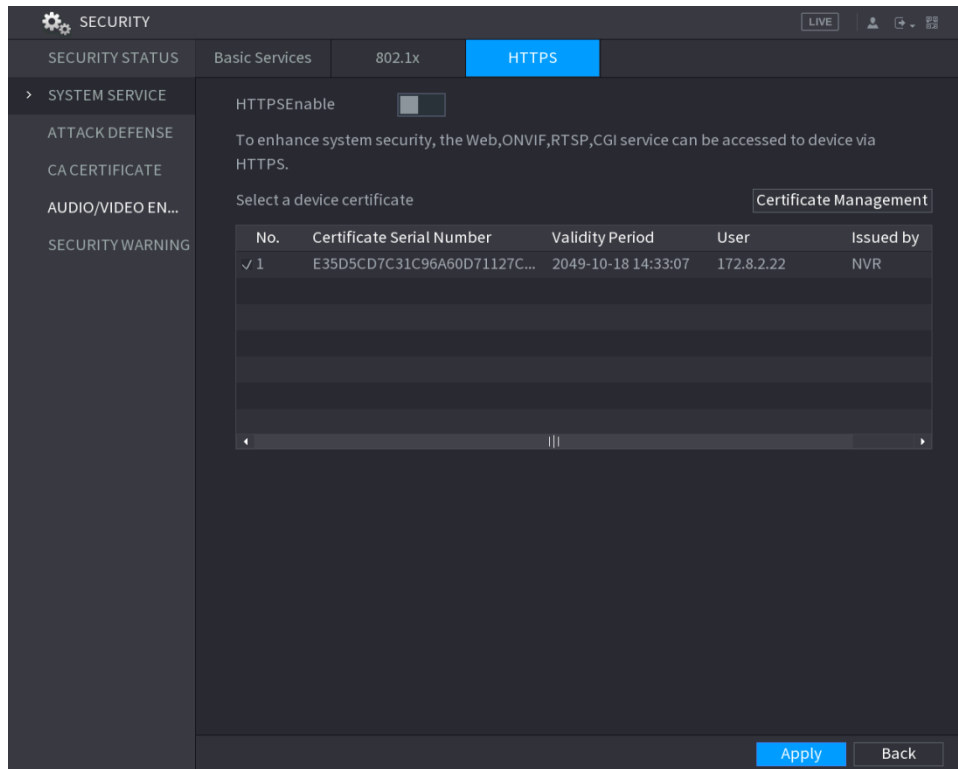 SECURITY
LIVE
SECURITY STATUS
SYSTEM SERVICE
ATTACK DEFENSE
CA CERTIFICATE
AUDIO/VIDEO EN...
SECURITY WARNING
Basic Services 802.1x HTTPS
HTTPSEnable
To enhance system security, the Web,ONVIF,RTSP,CGI service can be accessed to device via
HTTPS.
Select a device certificate
Certificate Management
No. Certificate Serial Number Validity Period User Issued by
1 E35D5CD7C31C96A60D71127C... 2049-10-18 14:33:07 172.8.2.22 NVR
Apply Back